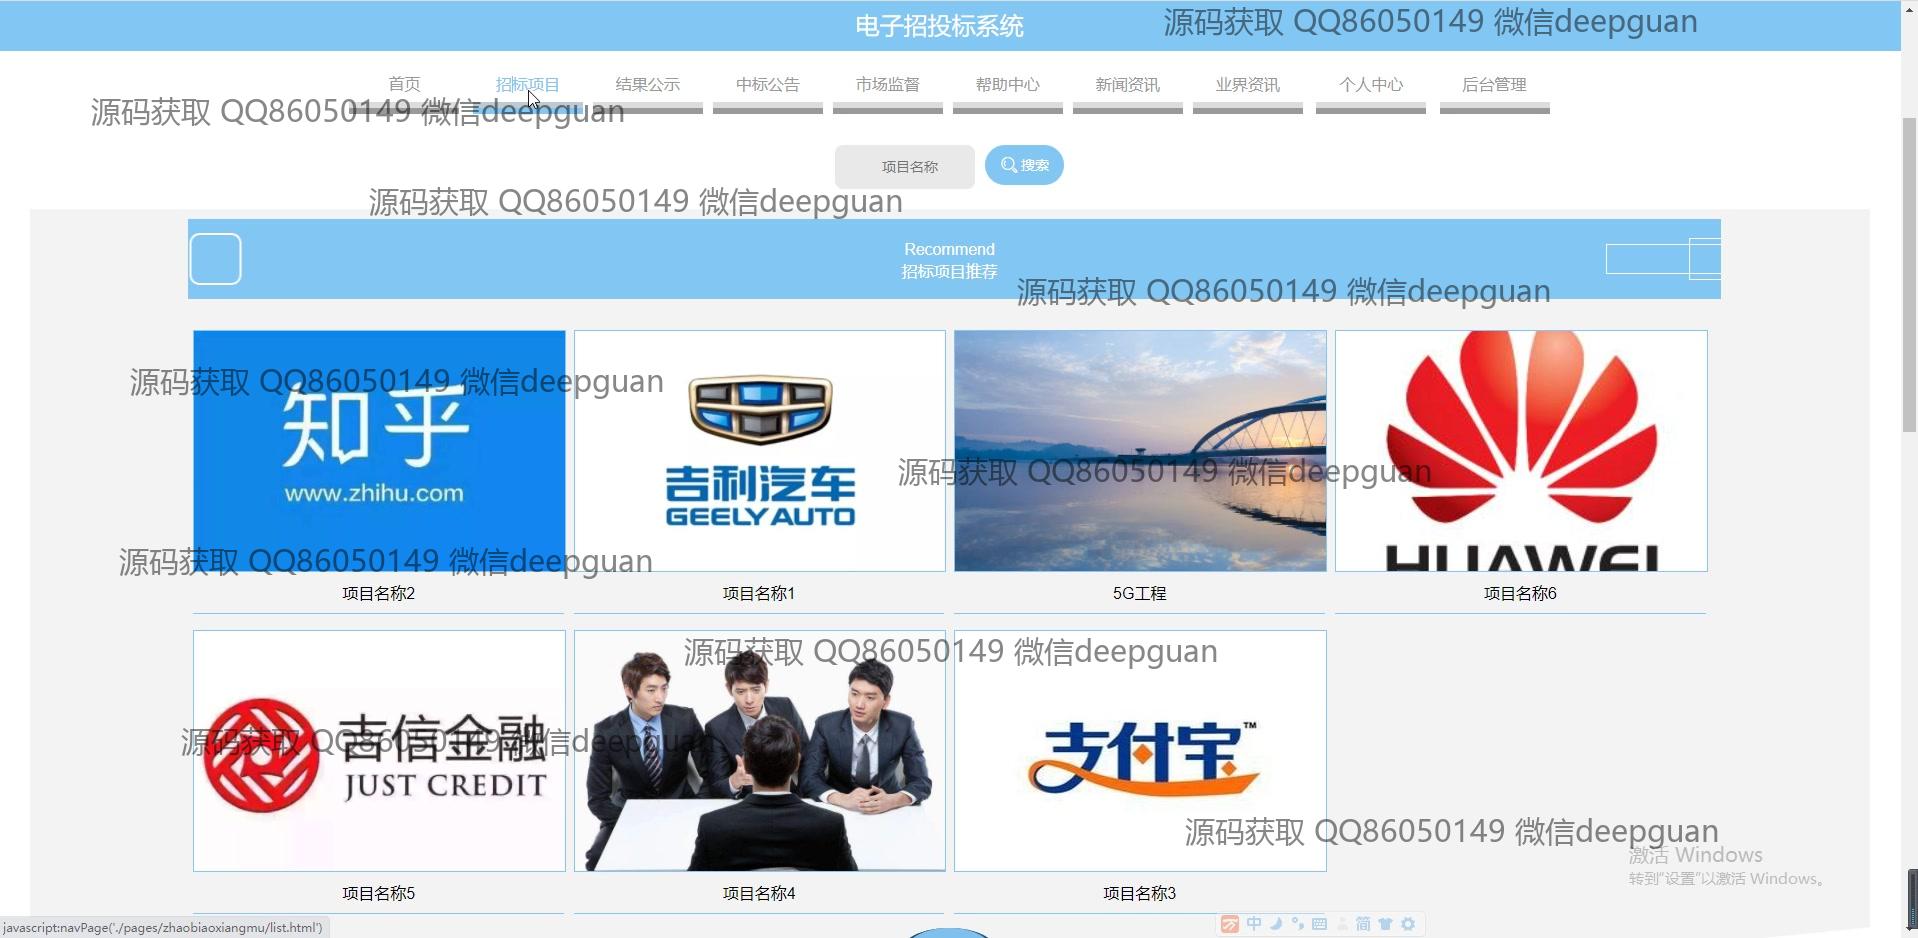 电子招投标系统
源码获取 QQ86050149 微信deepguan
首页 招标项目 结果公示 中标公告 市场监督 帮助中心 新闻资讯 业界资讯 个人中心 后台管理
源码获取 QQ86050149 微信deepguan
项目名称 搜索
源码获取 QQ86050149 微信deepguan
Recommend
招标项目推荐
源码获取 QQ86050149 微信deepguan
源码获取 QQ86050149 微信deepguan
知乎
www.zhihu.com
吉利汽车
GEELY AUTO
源码获取 QQ86050149 微信deepguan
HUAWEI
源码获取 QQ86050149 微信deepguan
项目名称2 项目名称1 5G工程 项目名称6
源码获取 QQ86050149 微信deepguan
源码获取 QQ86050149 微信deepguan
吉信金融
JUST CREDIT
支付宝™
源码获取 QQ86050149 微信deepguan
激活 Windows
转到"设置"以激活 Windows。
项目名称5 项目名称4 项目名称3
javascript:navPage('./pages/zhaobiaoxiangmu/list.html')
中 简